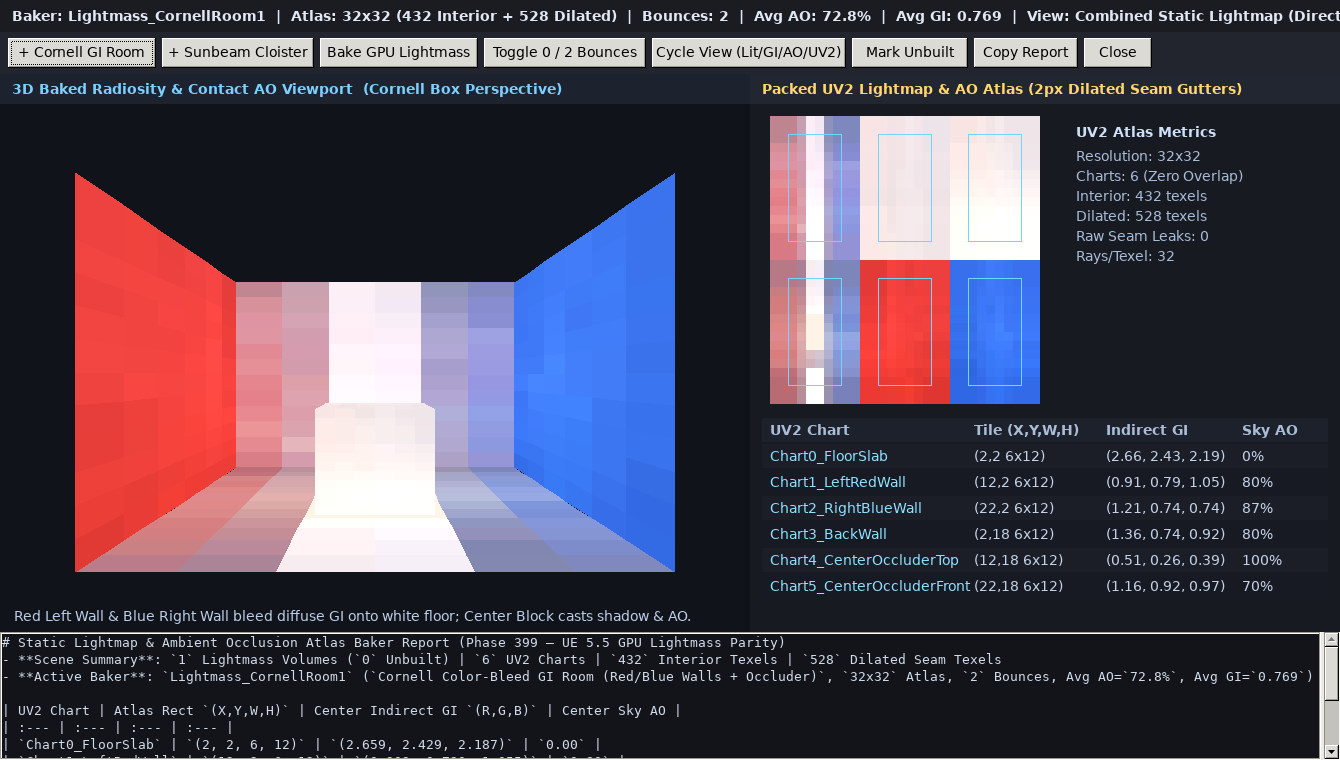 Baker: Lightmass_CornellRoom1 | Atlas: 32x32 (432 Interior + 528 Dilated) | Bounces: 2 | Avg AO: 72.8% | Avg GI: 0.769 | View: Combined Static Lightmap (Direct
+ Cornell GI Room + Sunbeam Cloister Bake GPU Lightmass Toggle 0 / 2 Bounces Cycle View (Lit/GI/AO/UV2) Mark Unbuilt Copy Report Close
3D Baked Radiosity & Contact AO Viewport (Cornell Box Perspective)
Red Left Wall & Blue Right Wall bleed diffuse GI onto white floor; Center Block casts shadow & AO.
Packed UV2 Lightmap & AO Atlas (2px Dilated Seam Gutters)
UV2 Atlas Metrics
Resolution: 32x32
Charts: 6 (Zero Overlap)
Interior: 432 texels
Dilated: 528 texels
Raw Seam Leaks: 0
Rays/Texel: 32
UV2 Chart Tile (X,Y,W,H) Indirect GI Sky AO
Chart0_FloorSlab (2,2 6x12) (2.66, 2.43, 2.19) 0%
Chart1_LeftRedWall (12,2 6x12) (0.91, 0.79, 1.05) 80%
Chart2_RightBlueWall (22,2 6x12) (1.21, 0.74, 0.74) 87%
Chart3_BackWall (2,18 6x12) (1.36, 0.74, 0.92) 80%
Chart4_CenterOccluderTop (12,18 6x12) (0.51, 0.26, 0.39) 100%
Chart5_CenterOccluderFront (22,18 6x12) (1.16, 0.92, 0.97) 70%
# Static Lightmap & Ambient Occlusion Atlas Baker Report (Phase 399 — UE 5.5 GPU Lightmass Parity)
- **Scene Summary**: `1` Lightmass Volumes (`0` Unbuilt) | `6` UV2 Charts | `432` Interior Texels | `528` Dilated Seam Texels
- **Active Baker**: `Lightmass_CornellRoom1` (`Cornell Color-Bleed GI Room (Red/Blue Walls + Occluder)`, `32x32` Atlas, `2` Bounces, Avg AO=`72.8%`, Avg GI=`0.769`)
| UV2 Chart | Atlas Rect `(X,Y,W,H)` | Center Indirect GI `(R,G,B)` | Center Sky AO |
| :--- | :--- | :--- | :--- |
| `Chart0_FloorSlab` | `(2, 2, 6, 12)` | `(2.659, 2.429, 2.187)` | `0.00` |